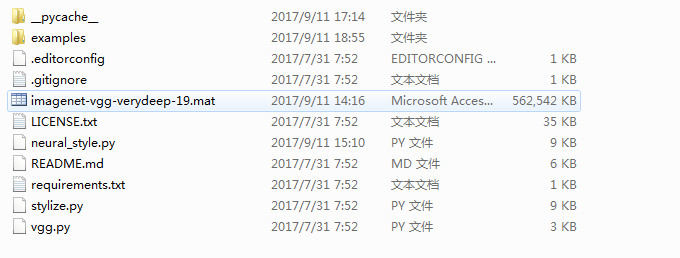 __pycache__ 2017/9/11 17:14 文件夹
examples 2017/9/11 18:55 文件夹
.editorconfig 2017/7/31 7:52 EDITORCONFIG ... 1 KB
.gitignore 2017/7/31 7:52 文本文档 1 KB
imagenet-vgg-verydeep-19.mat 2017/9/11 14:16 Microsoft Acces... 562,542 KB
LICENSE.txt 2017/7/31 7:52 文本文档 35 KB
neural_style.py 2017/9/11 15:10 PY 文件 9 KB
README.md 2017/7/31 7:52 MD 文件 6 KB
requirements.txt 2017/7/31 7:52 文本文档 1 KB
stylize.py 2017/7/31 7:52 PY 文件 9 KB
vgg.py 2017/7/31 7:52 PY 文件 3 KB